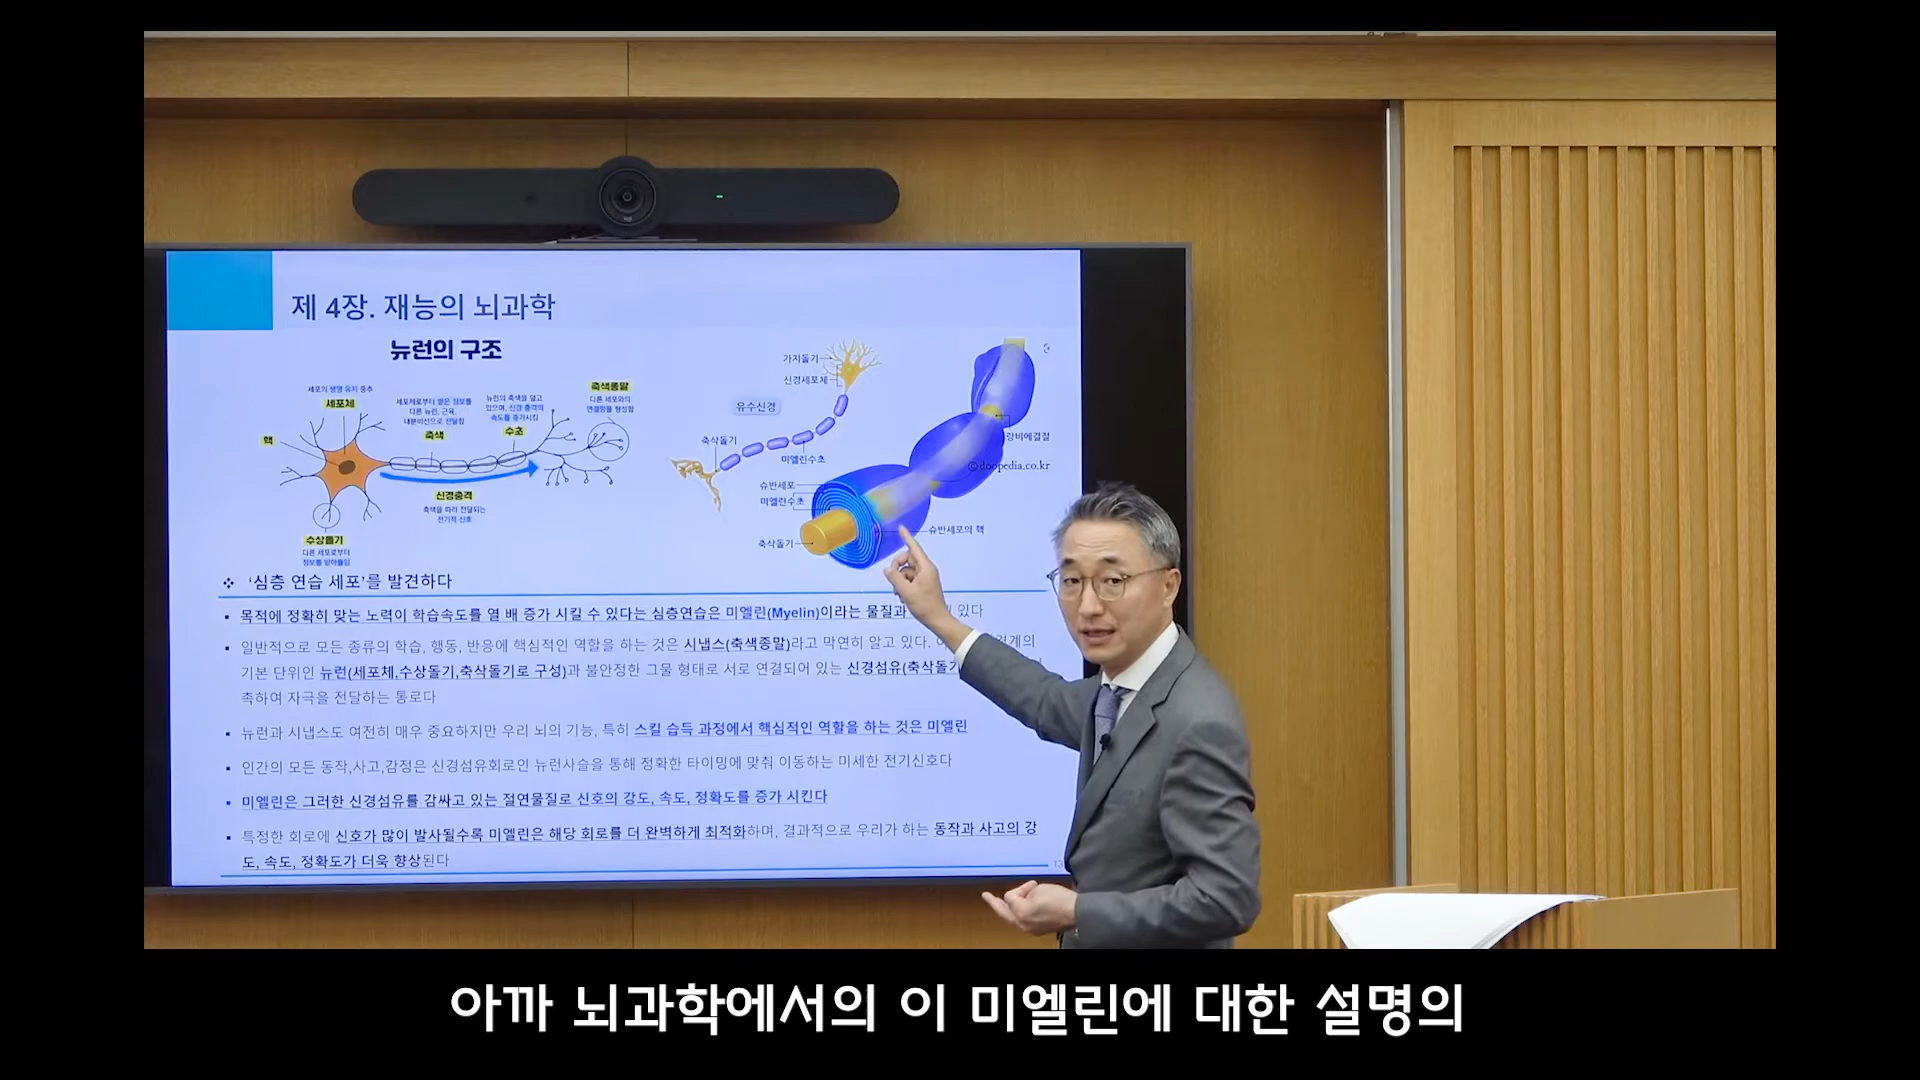 제 4장. 재능의 뇌과학
뉴런의 구조
세포의 생명 유지 중추
세포체
핵
세포체로부터 받은 정보를
다른 뉴런, 근육,
내분비선으로 전달함
축색
뉴런의 축색을 덮고
있으며, 신경 충격의
속도를 증가시킴
수초
축색종말
다른 세포와의
연결망을 형성함
신경충격
축색을 따라 전달되는
전기적 신호
수상돌기
다른 세포로부터
정보를 받아들임
가지돌기
신경세포체
유수신경
축삭돌기
미엘린수초
랑비에결절
ⓒdoopedia.co.kr
슈반세포
미엘린수초
슈반세포의 핵
축삭돌기
❖ ‘심층 연습 세포’를 발견하다
▪ 목적에 정확히 맞는 노력이 학습속도를 열 배 증가 시킬 수 있다는 심층연습은 미엘린(Myelin)이라는 물질과 있다
▪ 일반적으로 모든 종류의 학습, 행동, 반응에 핵심적인 역할을 하는 것은 시냅스(축색종말)라고 막연히 알고 있다.
기본 단위인 뉴런(세포체,수상돌기,축삭돌기로 구성)과 불안정한 그물 형태로 서로 연결되어 있는 신경섬유(축삭돌기
축하여 자극을 전달하는 통로다
▪ 뉴런과 시냅스도 여전히 매우 중요하지만 우리 뇌의 기능, 특히 스킬 습득 과정에서 핵심적인 역할을 하는 것은 미엘린
▪ 인간의 모든 동작,사고,감정은 신경섬유회로인 뉴런사슬을 통해 정확한 타이밍에 맞춰 이동하는 미세한 전기신호다
▪ 미엘린은 그러한 신경섬유를 감싸고 있는 절연물질로 신호의 강도, 속도, 정확도를 증가 시킨다
▪ 특정한 회로에 신호가 많이 발사될수록 미엘린은 해당 회로를 더 완벽하게 최적화하며, 결과적으로 우리가 하는 동작과 사고의 강
도, 속도, 정확도가 더욱 향상된다
아까 뇌과학에서의 이 미엘린에 대한 설명의